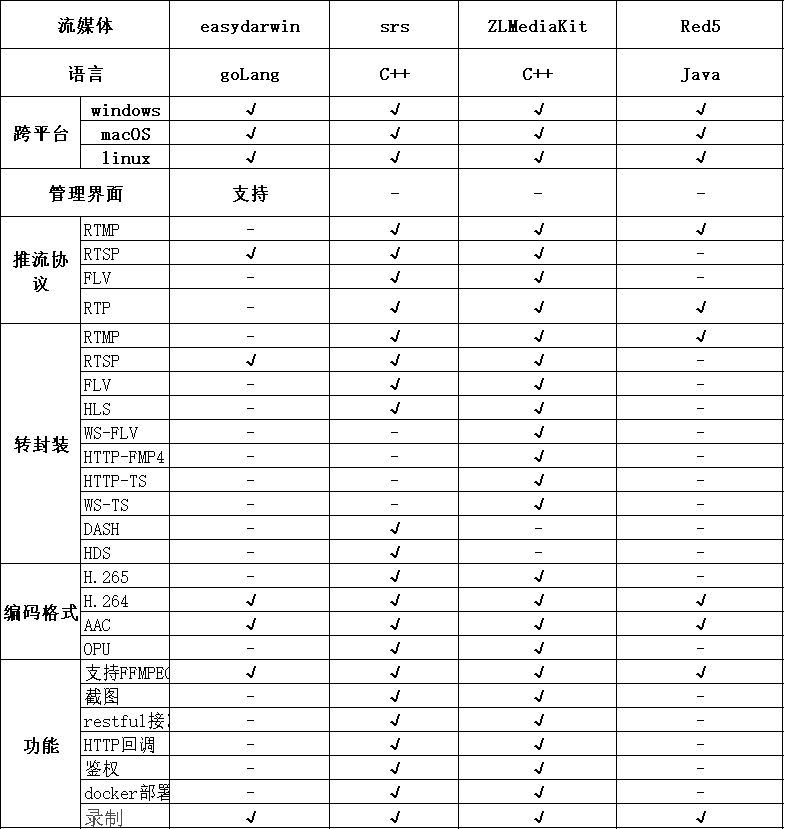 流媒体 easydarwin srs ZLMediaKit Red5
语言 goLang C++ C++ Java
跨平台 windows √ √ √ √
macOS √ √ √ √
linux √ √ √ √
管理界面 支持 - - -
推流协议 RTMP - √ √ √
RTSP √ √ √ -
FLV - √ √ -
RTP - √ √ √
转封装 RTMP - √ √ √
RTSP √ √ √ -
FLV - √ √ -
HLS - √ √ -
WS-FLV - - √ -
HTTP-FMP4 - - √ -
HTTP-TS - - √ -
WS-TS - - √ -
DASH - √ - -
HDS - √ - -
编码格式 H.265 - √ √ -
H.264 √ √ √ √
AAC √ √ √ √
OPU - √ √ -
功能 支持FFMPEG √ √ √ √
截图 - √ √ -
restful接 - √ √ -
HTTP回调 - √ √ -
鉴权 - √ √ -
docker部署 - √ √ -
录制 √ √ √ √